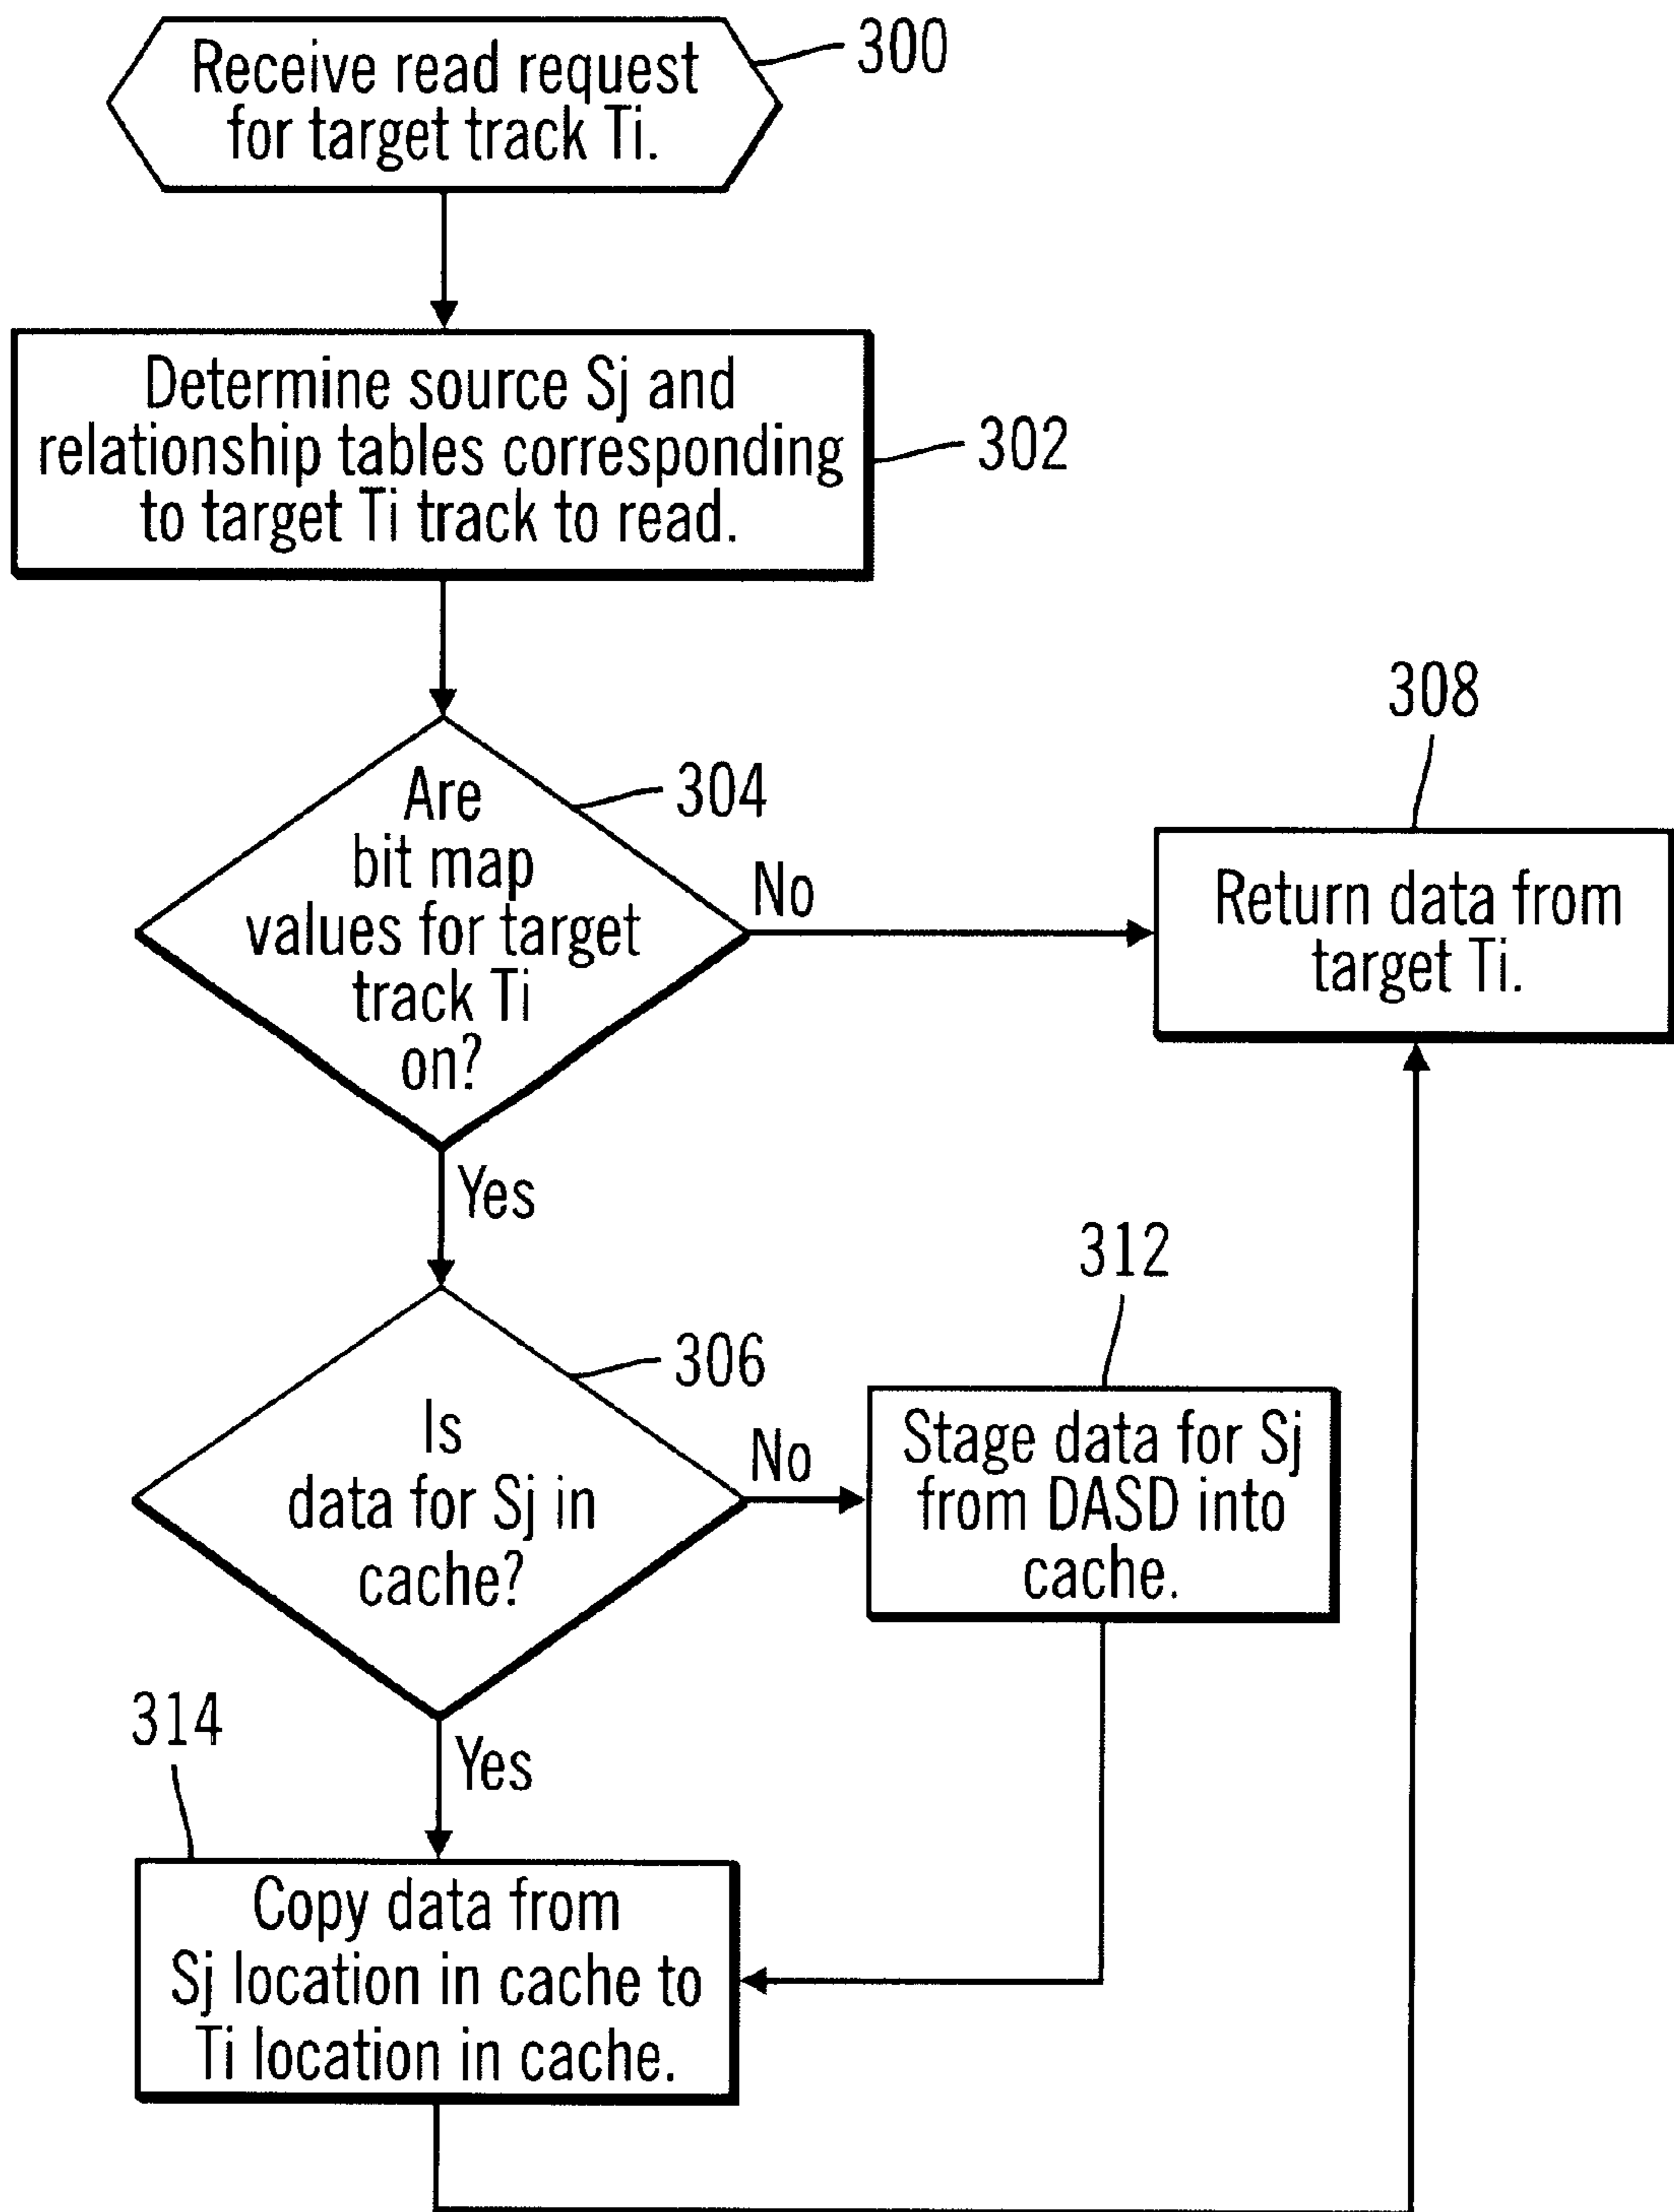 Receive read request
for target track Ti.
300
Determine source Sj and
relationship tables corresponding
to target Ti track to read.
302
Are
bit map
values for target
track Ti
on?
304
No
308
Return data from
target Ti.
Yes
Is
data for Sj in
cache?
306
No
312
Stage data for Sj
from DASD into
cache.
Yes
314
Copy data from
Sj location in cache to
Ti location in cache.